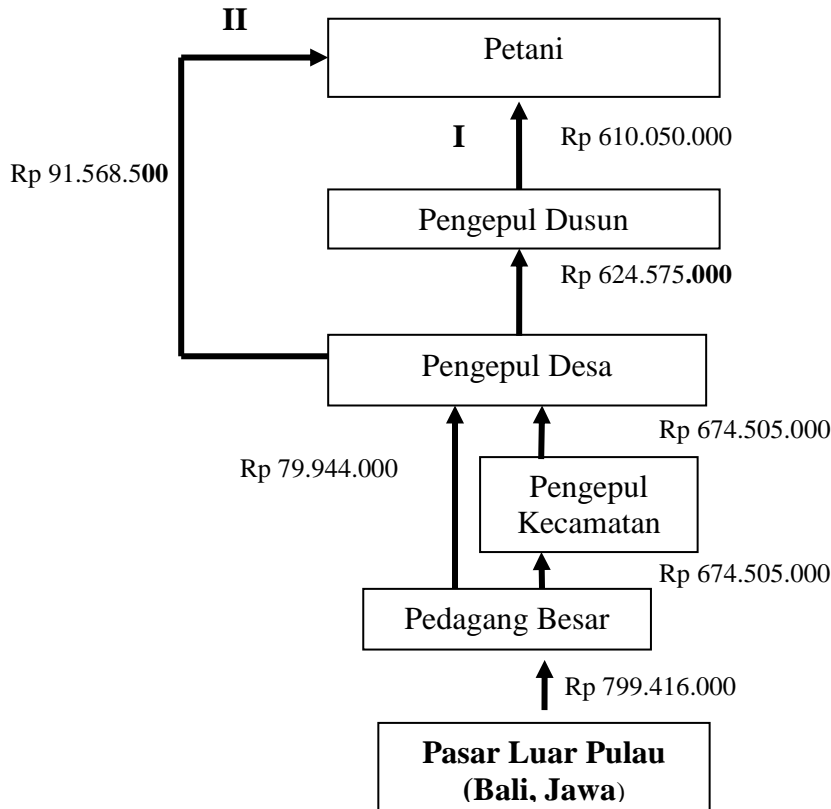 II
Petani
I
Rp 610.050.000
Rp 91.568.500
Pengepul Dusun
Rp 624.575.000
Pengepul Desa
Rp 674.505.000
Rp 79.944.000
Pengepul
Kecamatan
Rp 674.505.000
Pedagang Besar
Rp 799.416.000
Pasar Luar Pulau
(Bali, Jawa)